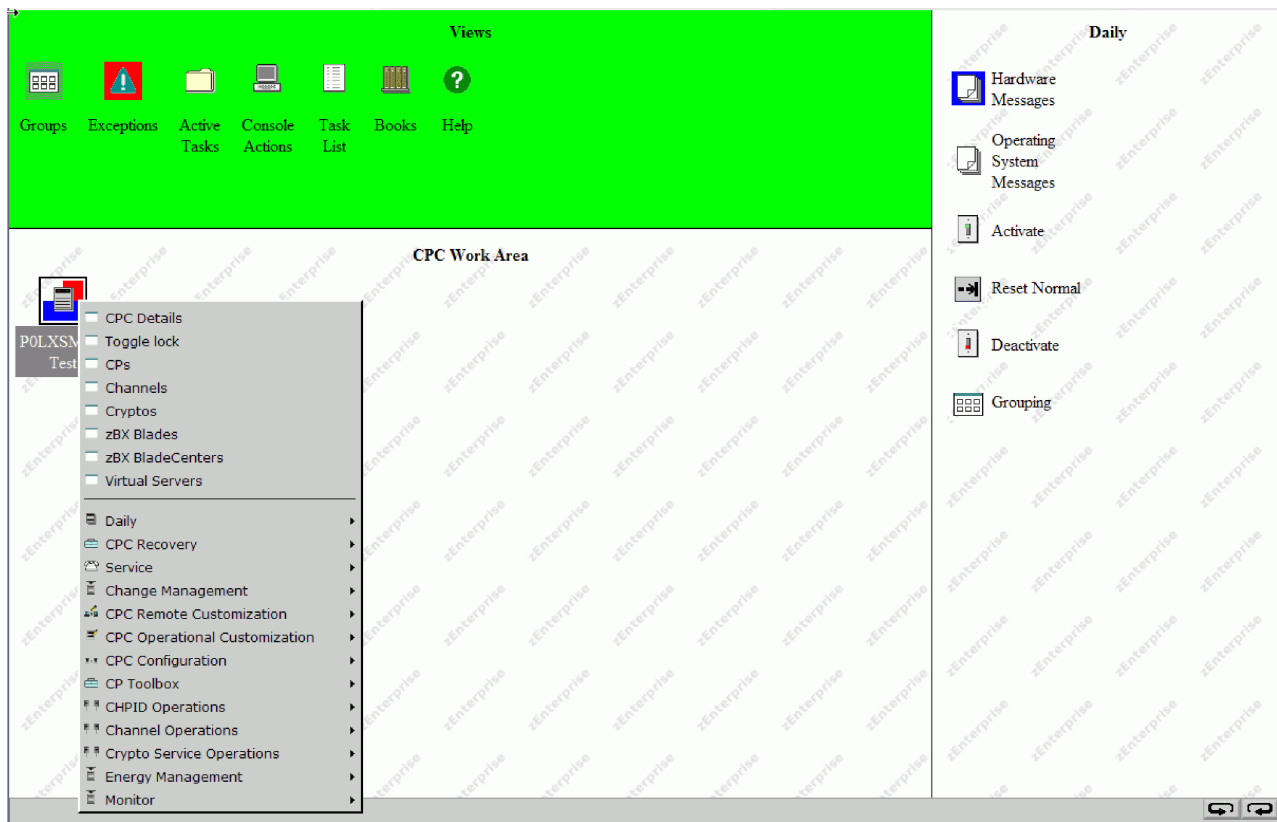 Views
Groups
Exceptions
Active
Tasks
Console
Actions
Task
List
Books
Help
CPC Work Area
Test
CPC Details
Toggle lock
CPs
Channels
Cryptos
zBX Blades
zBX BladeCenters
Virtual Servers
Daily
CPC Recovery
Service
Change Management
CPC Remote Customization
CPC Operational Customization
CPC Configuration
CP Toolbox
CHPID Operations
Channel Operations
Crypto Service Operations
Energy Management
Monitor
Daily
Hardware
Messages
Operating
System
Messages
Activate
Reset Normal
Deactivate
Grouping
zEnterprise